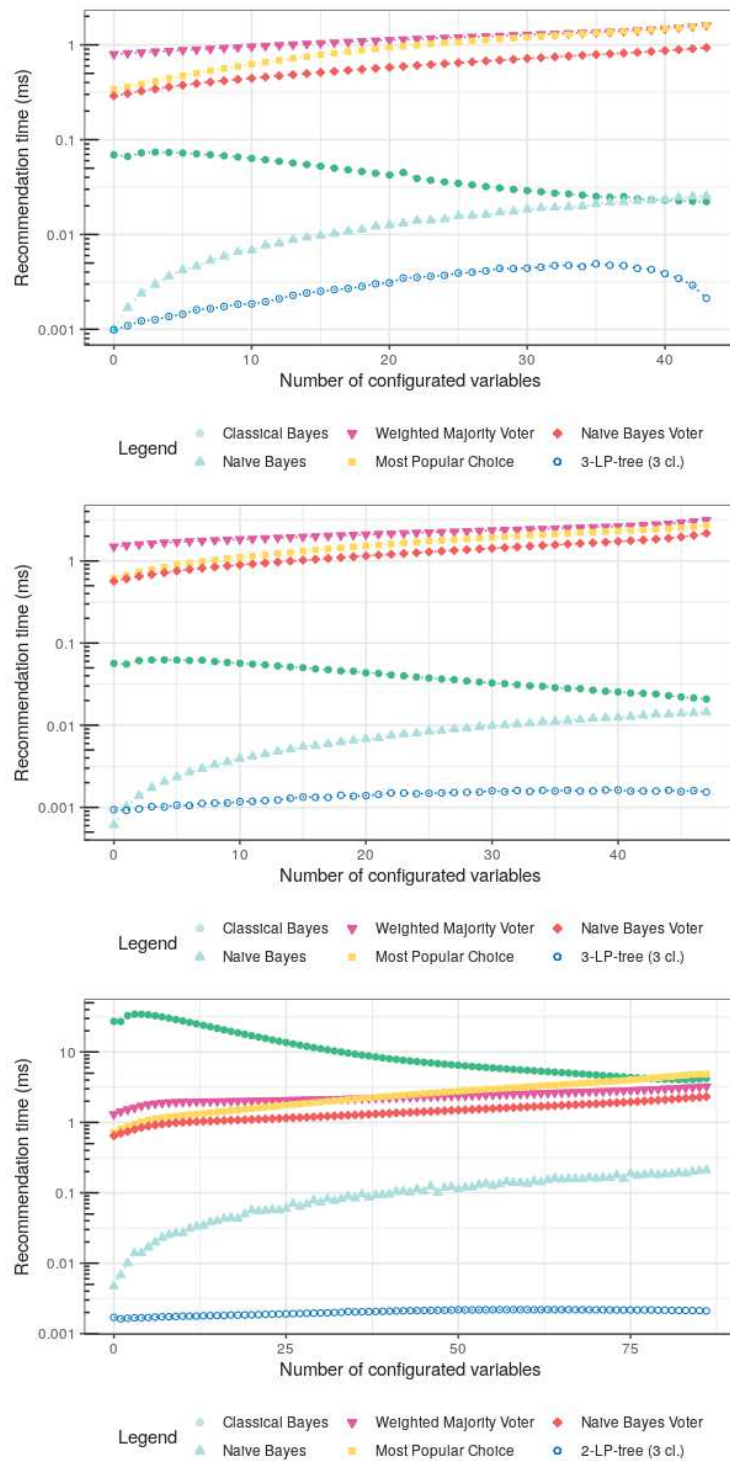 Recommendation time (ms)
1
0.1
0.01
0.001
0 10 20 30 40
Number of configurated variables
Legend
Classical Bayes Weighted Majority Voter Naive Bayes Voter
Naive Bayes Most Popular Choice 3-LP-tree (3 cl.)
Recommendation time (ms)
1
0.1
0.01
0.001
0 10 20 30 40
Number of configurated variables
Legend
Classical Bayes Weighted Majority Voter Naive Bayes Voter
Naive Bayes Most Popular Choice 3-LP-tree (3 cl.)
Recommendation time (ms)
10
1
0.1
0.01
0.001
0 25 50 75
Number of configurated variables
Legend
Classical Bayes Weighted Majority Voter Naive Bayes Voter
Naive Bayes Most Popular Choice 2-LP-tree (3 cl.)